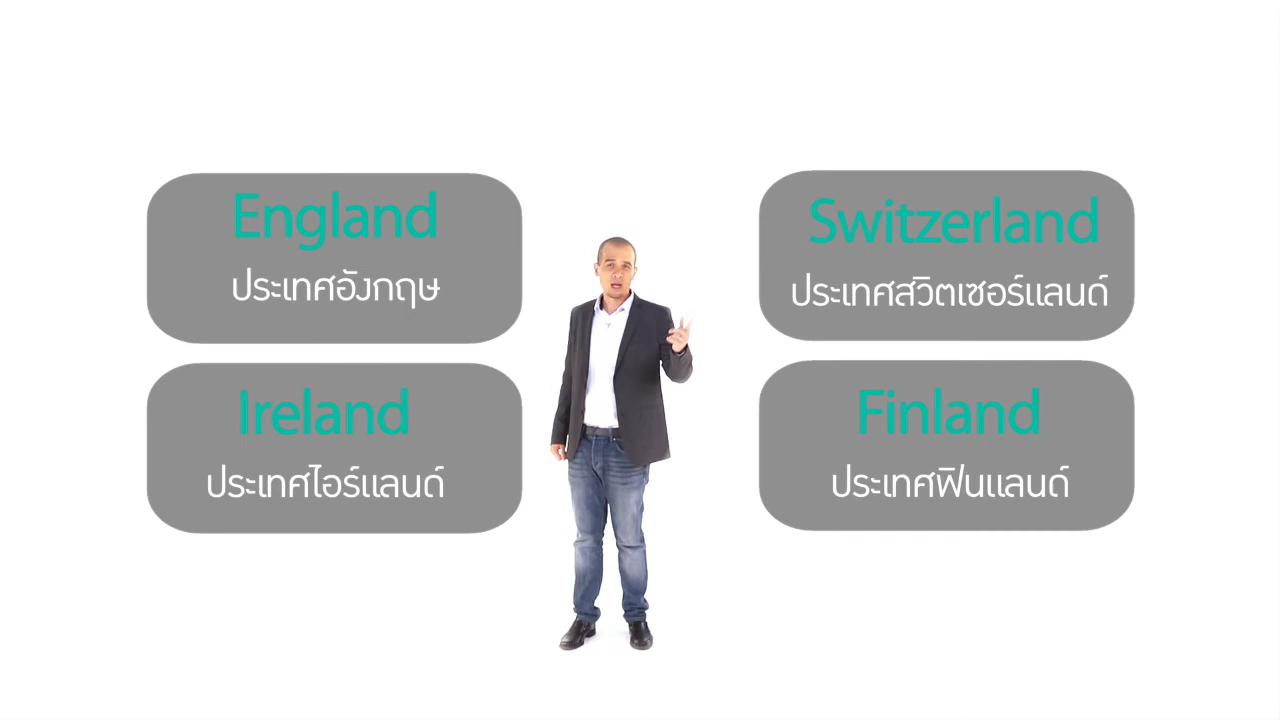 England
ประเทศอังกฤษ
Ireland
ประเทศไอร์แลนด์
Switzerland
ประเทศสวิตเซอร์แลนด์
Finland
ประเทศฟินแลนด์